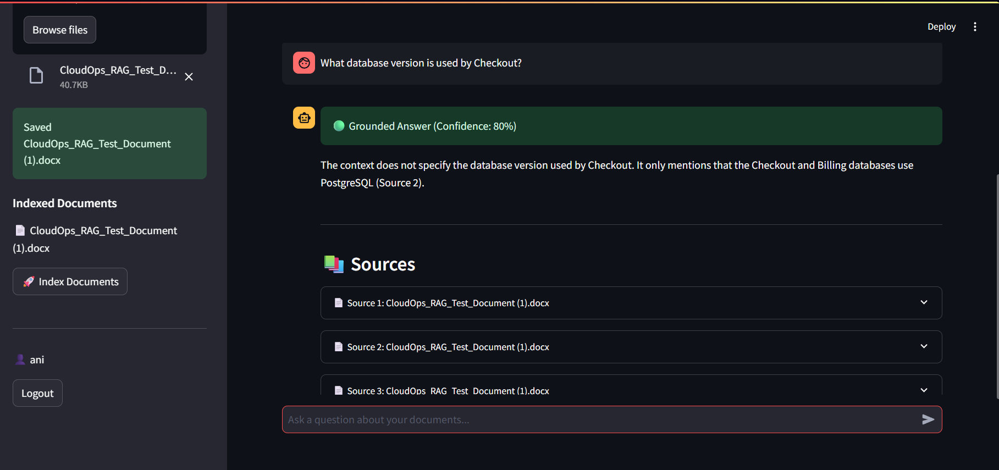 Browse files
CloudOps_RAG_Test_D...
40.7KB
Saved
CloudOps_RAG_Test_Document
(1).docx
Indexed Documents
CloudOps_RAG_Test_Document
(1).docx
Index Documents
ani
Logout
Deploy
What database version is used by Checkout?
Grounded Answer (Confidence: 80%)
The context does not specify the database version used by Checkout. It only mentions that the Checkout and Billing databases use
PostgreSQL (Source 2).
Sources
Source 1: CloudOps_RAG_Test_Document (1).docx
Source 2: CloudOps_RAG_Test_Document (1).docx
Source 3: CloudOps_RAG_Test_Document (1).docx
Ask a question about your documents...